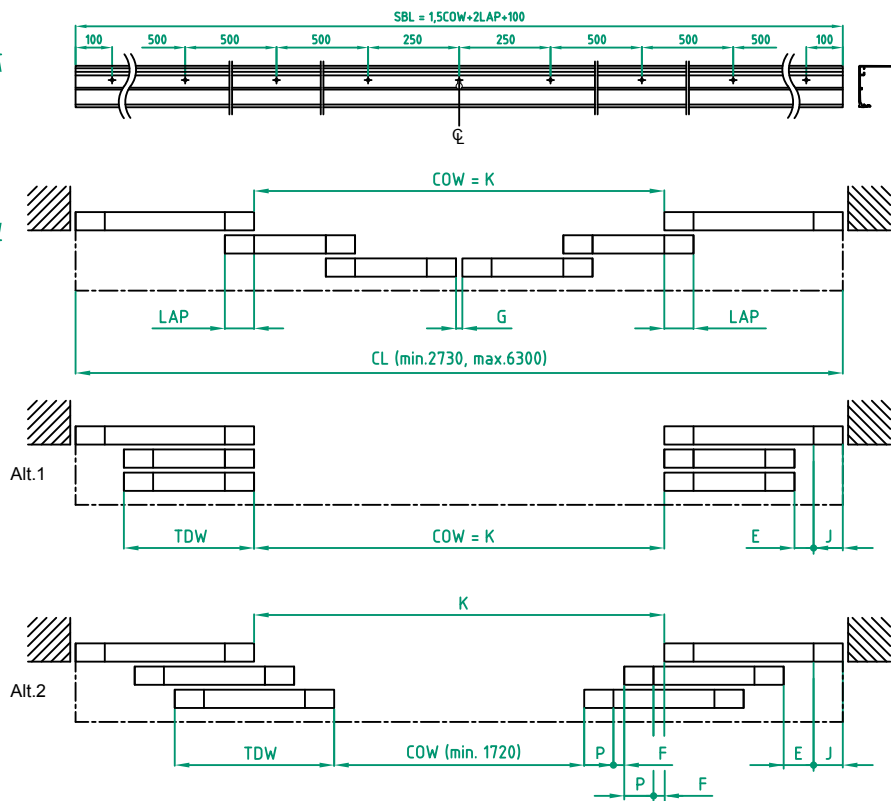 SBL = 1,5COW+2LAP+100
100 500 500 500 250 250 500 500 500 100
℄
COW = K
LAP G LAP
CL (min.2730, max.6300)
Alt.1
TDW COW = K E J
K
Alt.2
TDW COW (min. 1720) P F E J
P F